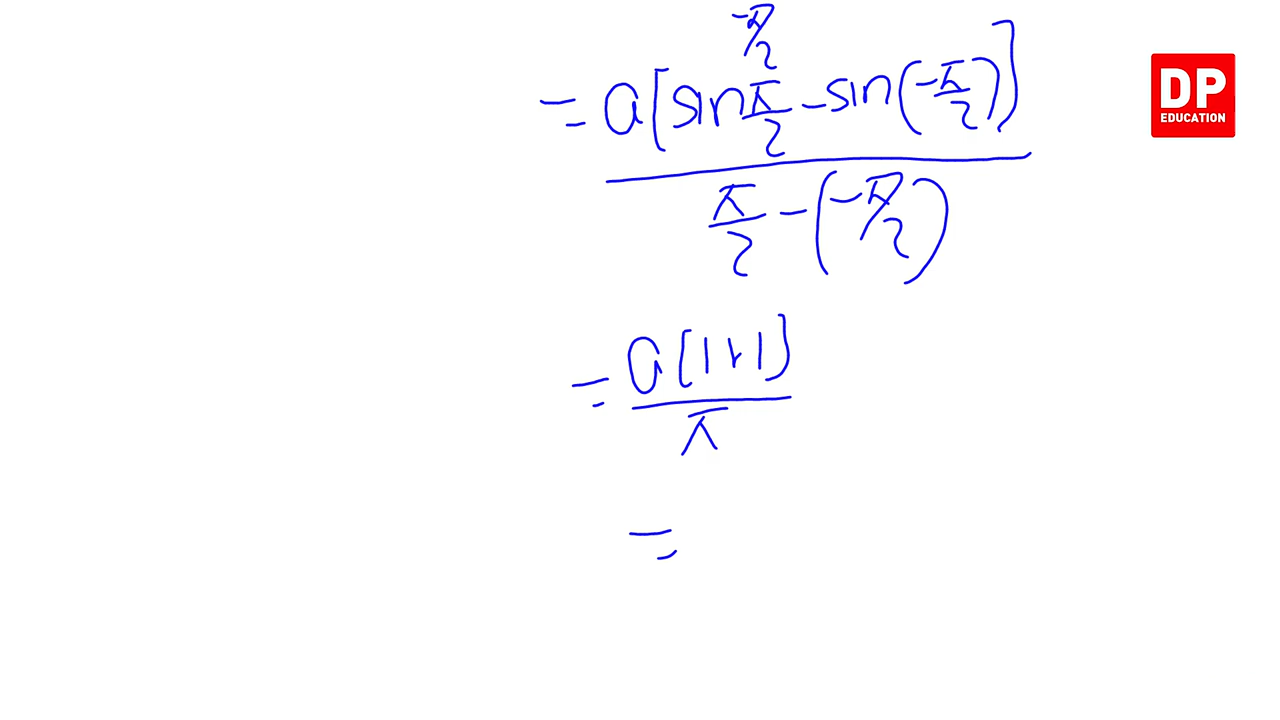 -π/2
= a[sin π/2 - sin(-π/2)]
π/2 - (-π/2)
= a[1+1]
π
=
DP
EDUCATION